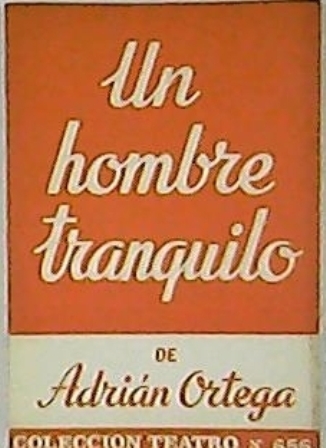 Un
hombre
tranquilo
DE
Adrián Ortega
COLECCION TEATRO